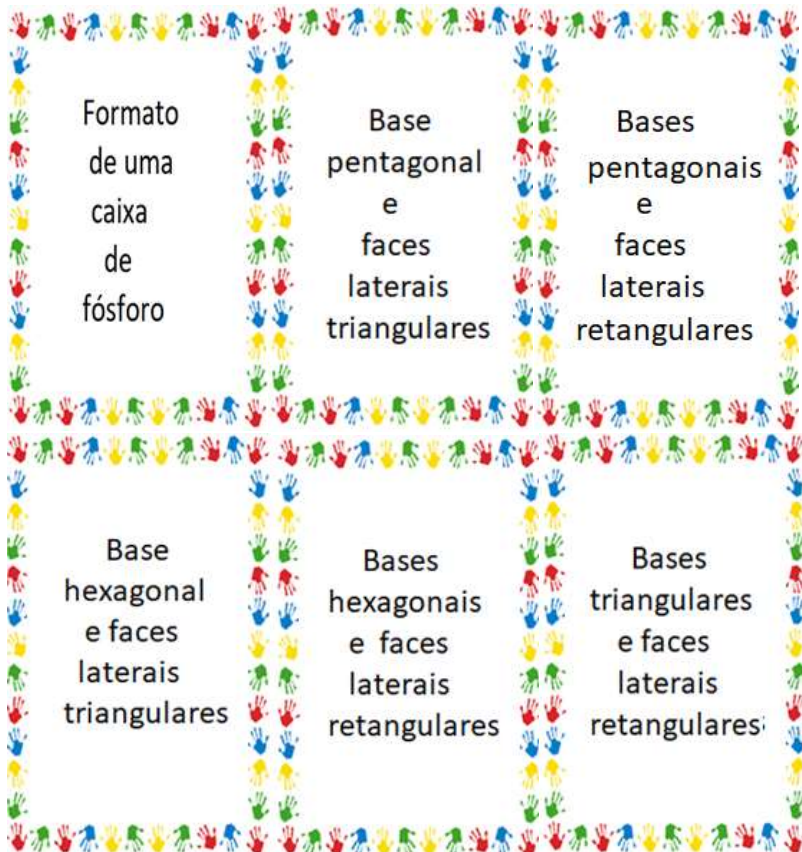 Formato
de uma
caixa
de
fósforo
Base
pentagonal
e
faces
laterais
triangulares
Bases
pentagonais
e
faces
laterais
retangulares
Base
hexagonal
e faces
laterais
triangulares
Bases
hexagonais
e faces
laterais
retangulares
Bases
triangulares
e faces
laterais
retangulares